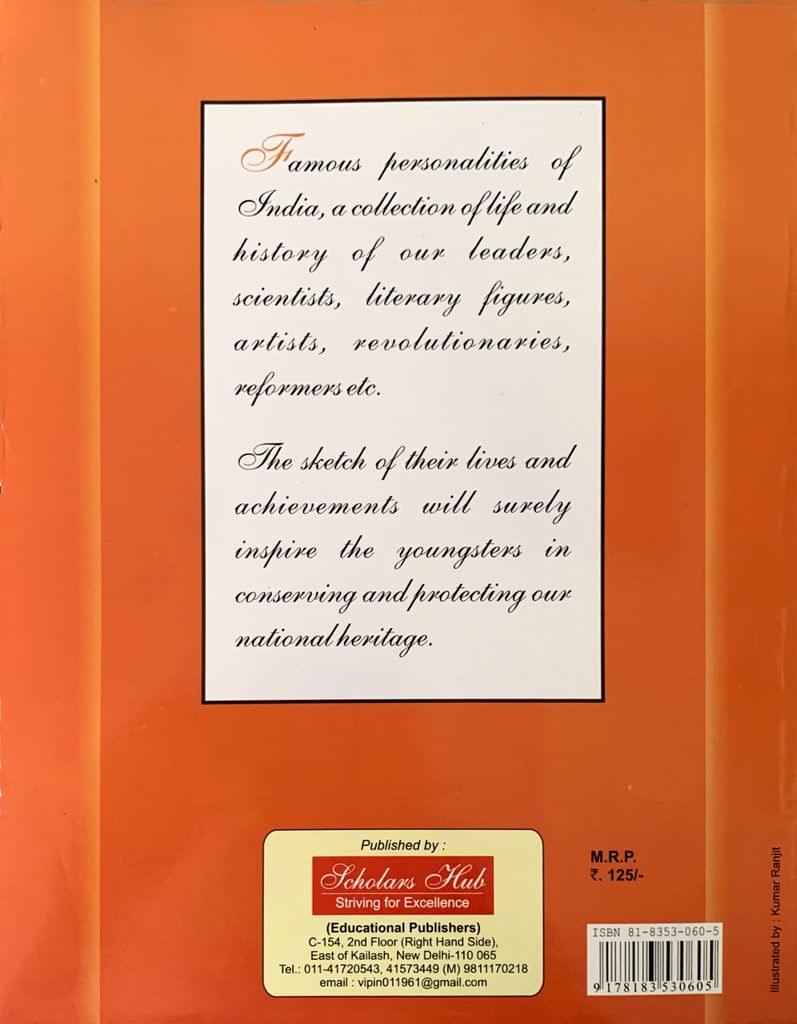 Famous personalities of
India, a collection of life and
history of our leaders,
scientists, literary figures,
artists, revolutionaries,
reformers etc.
The sketch of their lives and
achievements will surely
inspire the youngsters in
conserving and protecting our
national heritage.
Published by :
Scholars Hub
Striving for Excellence
(Educational Publishers)
C-154, 2nd Floor (Right Hand Side),
East of Kailash, New Delhi-110 065
Tel.: 011-41720543, 41573449 (M) 9811170218
email : vipin011961@gmail.com
M.R.P.
₹. 125/-
ISBN 81-8353-060-5
9 178183 530605
Illustrated by : Kumar Ranjit